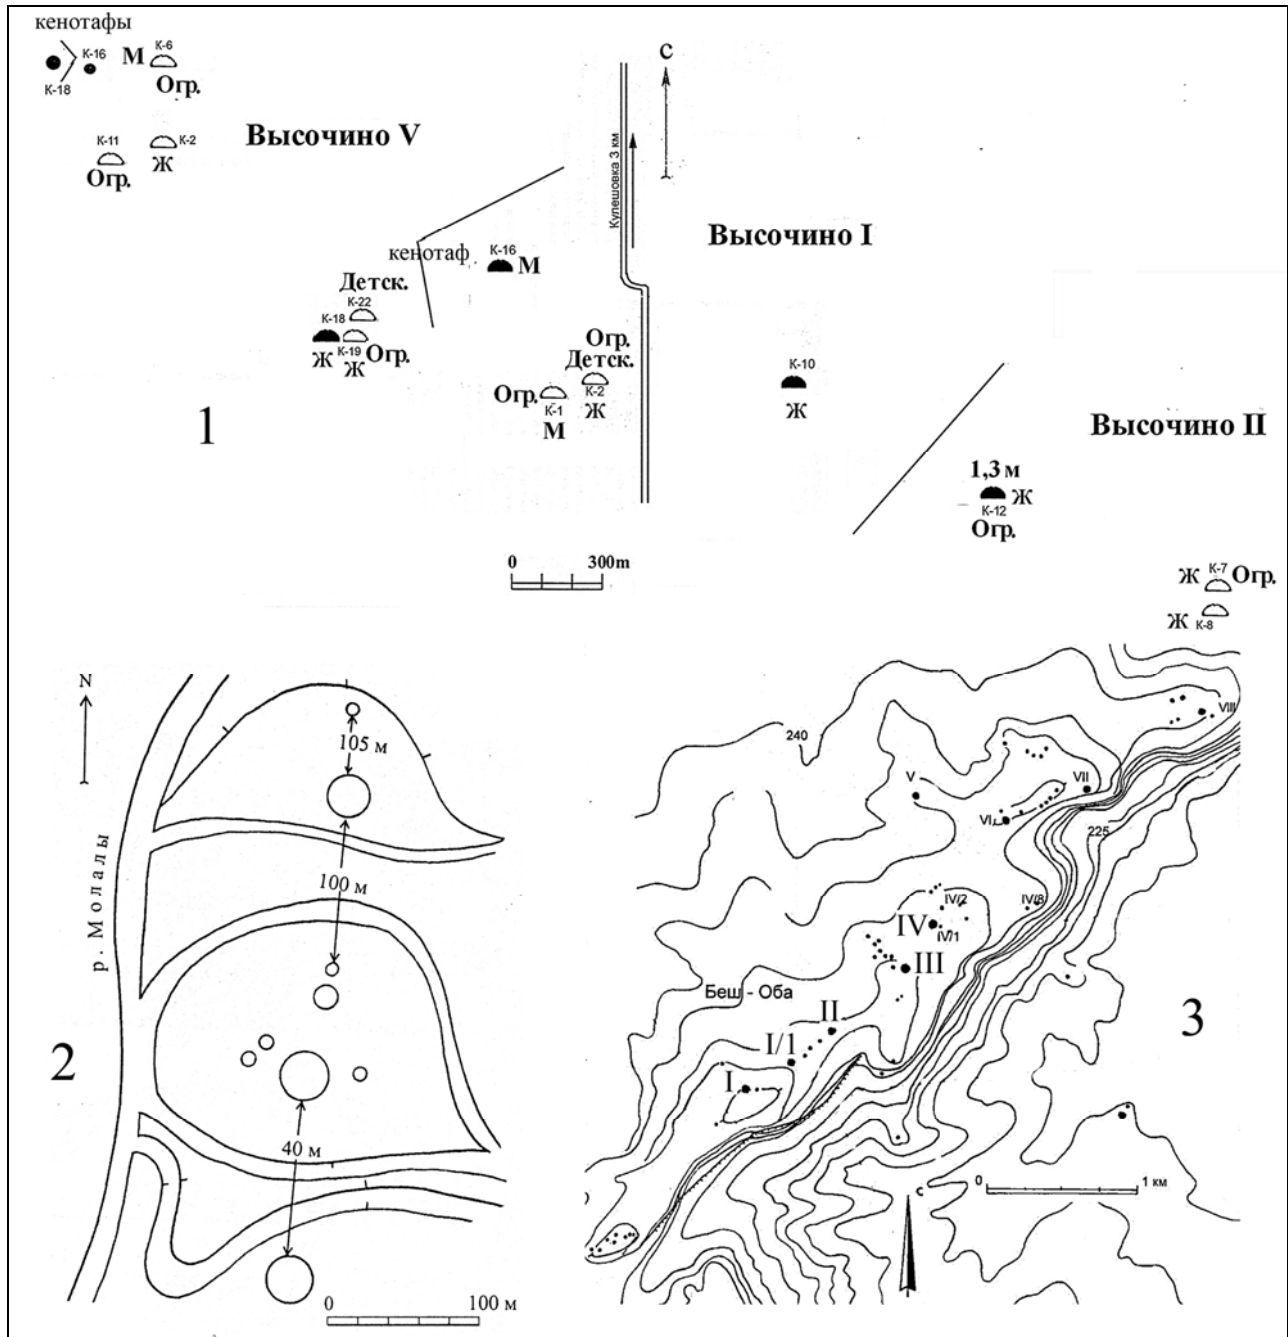 кенотафы
К-16
К-18
М
К-6
Огр.
К-11
Огр.
К-2
Ж
Высочино V
С
Кулешовка 3 км
Высочино I
кенотаф
К-16
М
Детск.
К-22
К-18
Ж
К-19
Ж
Огр.
Огр.
Детск.
К-2
Ж
Огр.
К-1
М
К-10
Ж
Высочино II
1,3 м
Ж
К-12
Огр.
Ж
К-7
Огр.
Ж
К-8
1
0 300m
N
105 м
100 м
40 м
р. Молалы
2
0 100 м
240
VIII
V
VII
VI
225
IV/2
IV/8
IV
IV/1
III
Беш - Оба
II
I/1
I
3
0 1 км
С